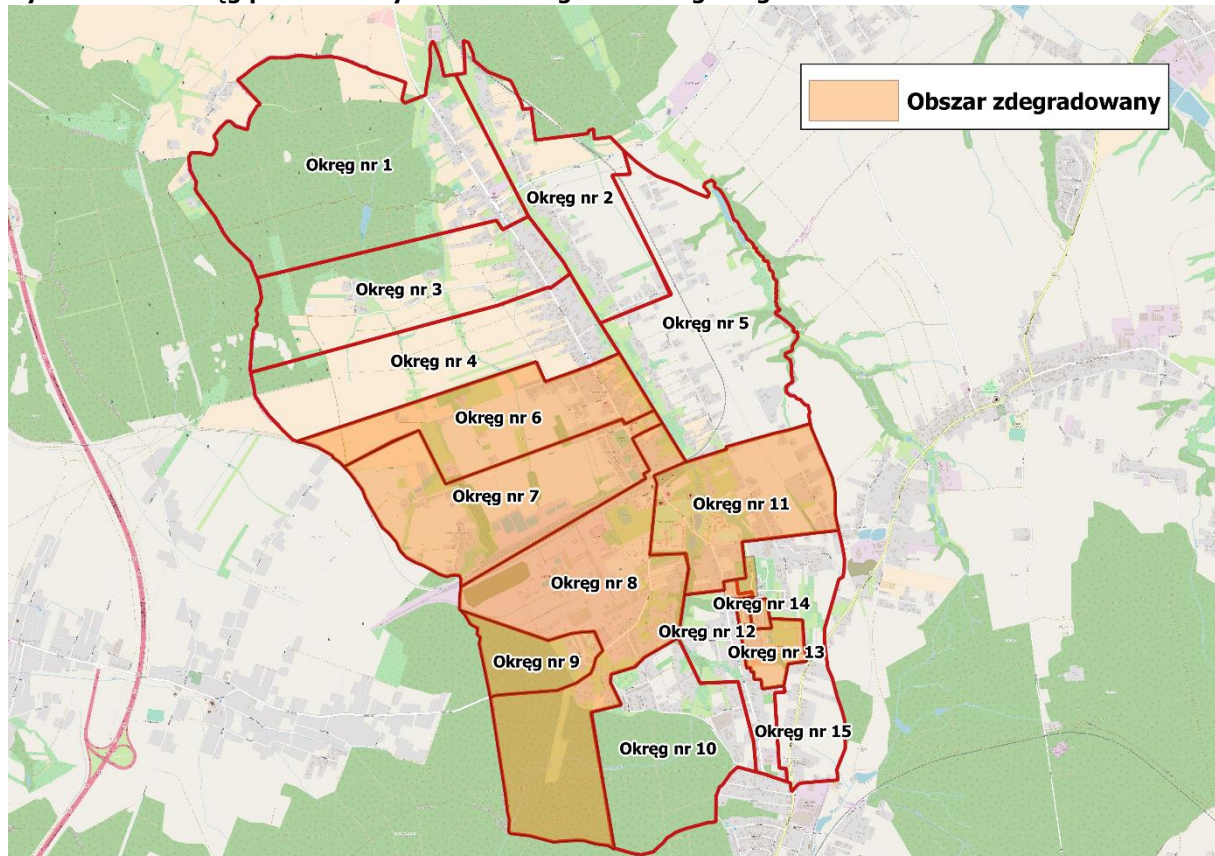 Obszar zdegradowany
Okręg nr 1
Okręg nr 2
Okręg nr 3
Okręg nr 5
Okręg nr 4
Okręg nr 6
Okręg nr 7
Okręg nr 11
Okręg nr 8
Okręg nr 14
Okręg nr 12
Okręg nr 13
Okręg nr 9
Okręg nr 15
Okręg nr 10